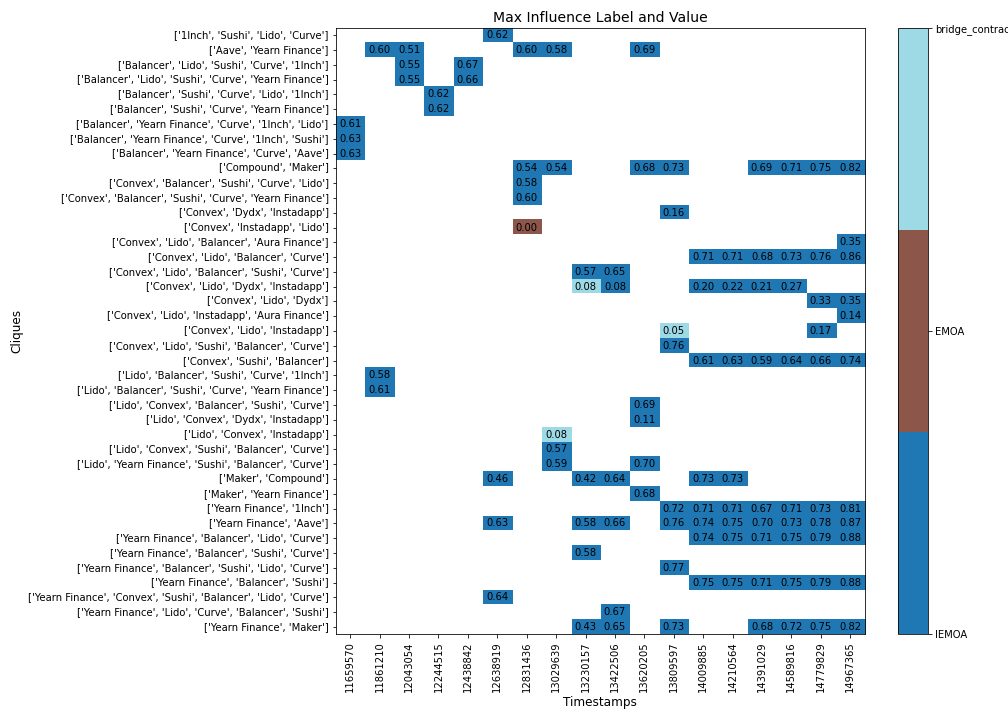 Max Influence Label and Value
['1Inch', 'Sushi', 'Lido', 'Curve'] 0.62
['Aave', 'Yearn Finance'] 0.60 0.51 0.60 0.58 0.69
['Balancer', 'Lido', 'Sushi', 'Curve', '1Inch'] 0.55 0.67
['Balancer', 'Lido', 'Sushi', 'Curve', 'Yearn Finance'] 0.55 0.66
['Balancer', 'Sushi', 'Curve', 'Lido', '1Inch'] 0.62
['Balancer', 'Sushi', 'Curve', 'Yearn Finance'] 0.62
['Balancer', 'Yearn Finance', 'Curve', '1Inch', 'Lido'] 0.61
['Balancer', 'Yearn Finance', 'Curve', '1Inch', 'Sushi'] 0.63
['Balancer', 'Yearn Finance', 'Curve', 'Aave'] 0.63
['Compound', 'Maker'] 0.54 0.54 0.68 0.73 0.69 0.71 0.75 0.82
['Convex', 'Balancer', 'Sushi', 'Curve', 'Lido'] 0.58
['Convex', 'Balancer', 'Sushi', 'Curve', 'Yearn Finance'] 0.60
['Convex', 'Dydx', 'Instadapp'] 0.16
['Convex', 'Instadapp', 'Lido'] 0.00
['Convex', 'Lido', 'Balancer', 'Aura Finance'] 0.35
['Convex', 'Lido', 'Balancer', 'Curve'] 0.71 0.71 0.68 0.73 0.76 0.86
['Convex', 'Lido', 'Balancer', 'Sushi', 'Curve'] 0.57 0.65
['Convex', 'Lido', 'Dydx', 'Instadapp'] 0.08 0.08 0.20 0.22 0.21 0.27
['Convex', 'Lido', 'Dydx'] 0.33 0.35
['Convex', 'Lido', 'Instadapp', 'Aura Finance'] 0.14
['Convex', 'Lido', 'Instadapp'] 0.05 0.17
['Convex', 'Lido', 'Sushi', 'Balancer', 'Curve'] 0.76
['Convex', 'Sushi', 'Balancer'] 0.61 0.63 0.59 0.64 0.66 0.74
['Lido', 'Balancer', 'Sushi', 'Curve', '1Inch'] 0.58
['Lido', 'Balancer', 'Sushi', 'Curve', 'Yearn Finance'] 0.61
['Lido', 'Convex', 'Balancer', 'Sushi', 'Curve'] 0.69
['Lido', 'Convex', 'Dydx', 'Instadapp'] 0.11
['Lido', 'Convex', 'Instadapp'] 0.08
['Lido', 'Convex', 'Sushi', 'Balancer', 'Curve'] 0.57
['Lido', 'Yearn Finance', 'Sushi', 'Balancer', 'Curve'] 0.59 0.70
['Maker', 'Compound'] 0.46 0.42 0.64 0.73 0.73
['Maker', 'Yearn Finance'] 0.68
['Yearn Finance', '1Inch'] 0.72 0.71 0.71 0.67 0.71 0.73 0.81
['Yearn Finance', 'Aave'] 0.63 0.58 0.66 0.76 0.74 0.75 0.70 0.73 0.78 0.87
['Yearn Finance', 'Balancer', 'Lido', 'Curve'] 0.74 0.75 0.71 0.75 0.79 0.88
['Yearn Finance', 'Balancer', 'Sushi', 'Curve'] 0.58
['Yearn Finance', 'Balancer', 'Sushi', 'Lido', 'Curve'] 0.77
['Yearn Finance', 'Balancer', 'Sushi'] 0.75 0.75 0.71 0.75 0.79 0.88
['Yearn Finance', 'Convex', 'Sushi', 'Balancer', 'Lido', 'Curve'] 0.64
['Yearn Finance', 'Lido', 'Curve', 'Balancer', 'Sushi'] 0.67
['Yearn Finance', 'Maker'] 0.43 0.65 0.73 0.68 0.72 0.75 0.82
Cliques
11659570 11861210 12043054 12244515 12438842 12638919 12831436 13029639 13230157 13422506 13620205 13809597 14009885 14210564 14391029 14589816 14779829 14967365
Timestamps
bridge_contrac
EMOA
IEMOA